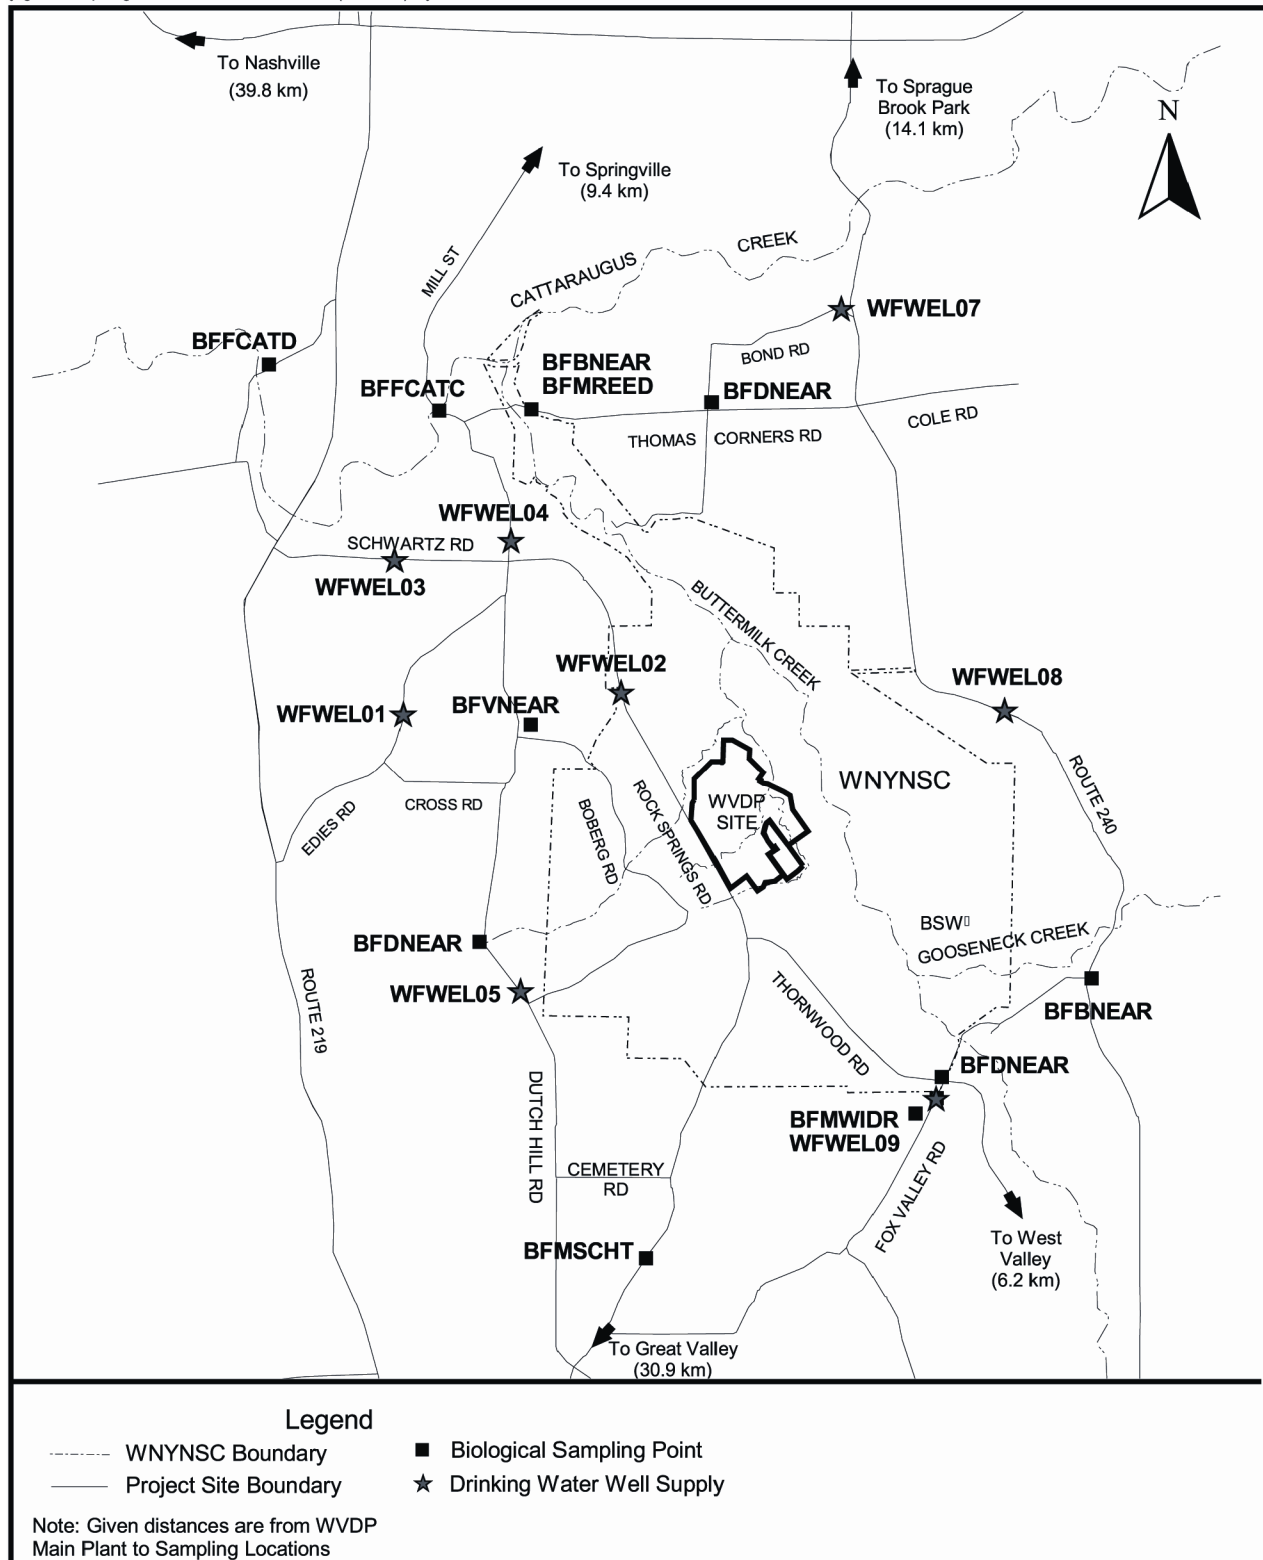 To Nashville
(39.8 km)
To Sprague
Brook Park
(14.1 km)
N
To Springville
(9.4 km)
MILL ST
CATTARAUGUS CREEK
WFWEL07
BFFCATD
BOND RD
BFBNEAR
BFMREED
BFFCATC
BFDNEAR
COLE RD
THOMAS CORNERS RD
WFWEL04
SCHWARTZ RD
WFWEL03
BUTTERMILK CREEK
WFWEL02
WFWEL08
BFVNEAR
WFWEL01
WNYNSC
ROUTE 240
WVDP
SITE
CROSS RD
EDIES RD
BOBERG RD
ROCK SPRINGS RD
BSW
GOOSENECK CREEK
BFDNEAR
WFWEL05
ROUTE 219
THORNWOOD RD
BFBNEAR
BFDNEAR
DUTCH HILL RD
BFMWIDR
WFWEL09
CEMETERY
RD
FOX VALLEY RD
BFMSCHT
To West
Valley
(6.2 km)
To Great Valley
(30.9 km)
Legend
WNYNSC Boundary
Biological Sampling Point
Project Site Boundary
Drinking Water Well Supply
Note: Given distances are from WVDP
Main Plant to Sampling Locations